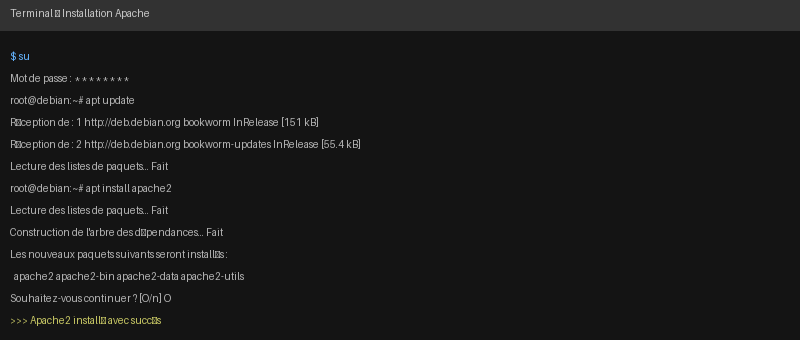 Terminal ▯ Installation Apache
$ su
Mot de passe : ********
root@debian:~# apt update
R▯ception de : 1 http://deb.debian.org bookworm InRelease [151 kB]
R▯ception de : 2 http://deb.debian.org bookworm-updates InRelease [55.4 kB]
Lecture des listes de paquets... Fait
root@debian:~# apt install apache2
Lecture des listes de paquets... Fait
Construction de l'arbre des d▯pendances... Fait
Les nouveaux paquets suivants seront install▯s :
apache2 apache2-bin apache2-data apache2-utils
Souhaitez-vous continuer ? [O/n] O
>>> Apache2 install▯ avec succ▯s